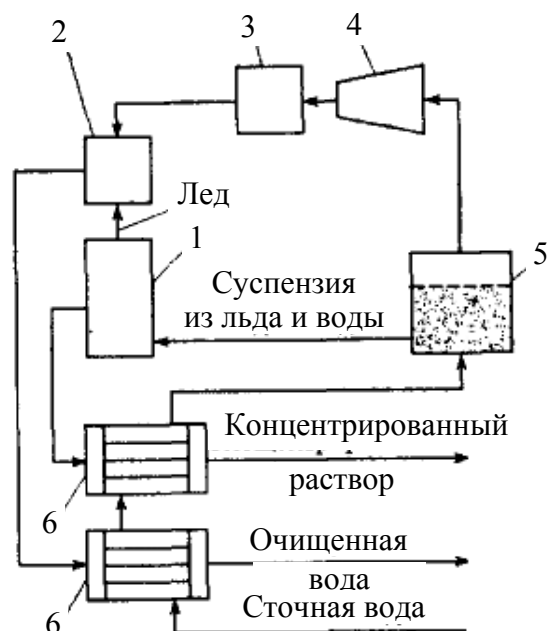 3
4
2
Лед
1
5
Суспензия
из льда и воды
Концентрированный
раствор
6
Очищенная
вода
6
Сточная вода